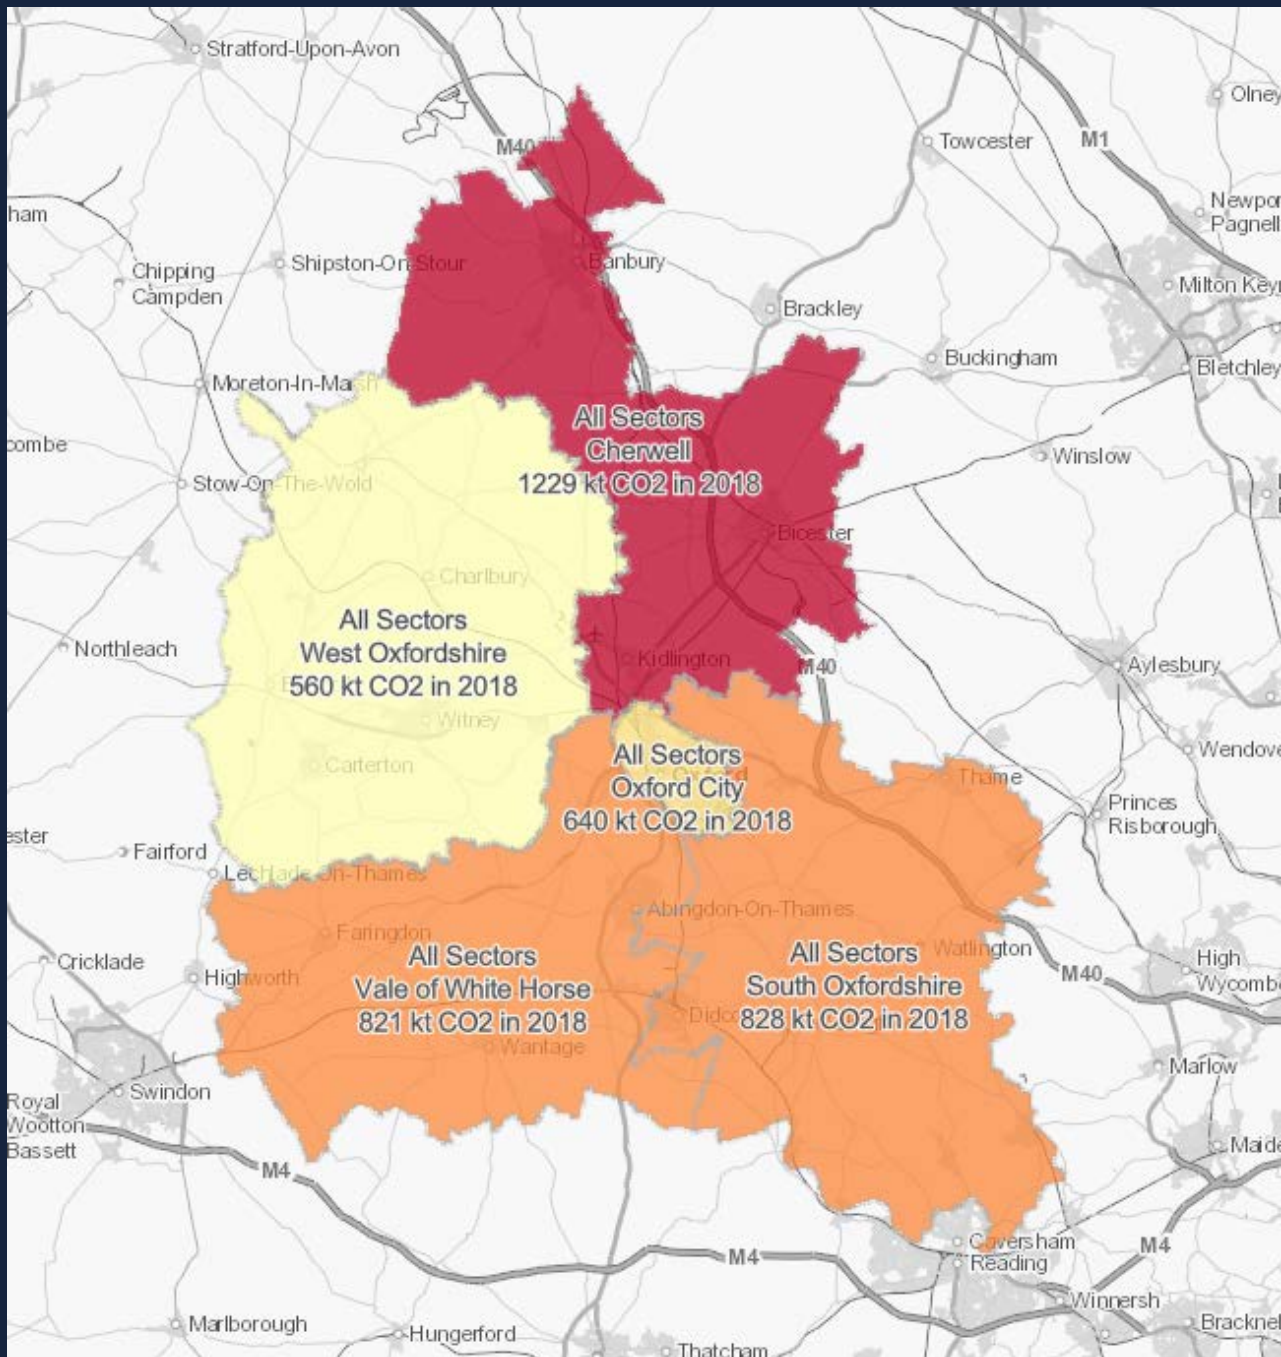 Stratford-Upon-Avon
Olney
Towcester
M1
M40
Newpor
Pagnell
ham
Banbury
Shipston-On-Stour
Chipping
Campden
Milton Key
Brackley
Buckingham
Bletchley
Moreton-In-Marsh
All Sectors
Cherwell
1229 kt CO2 in 2018
combe
Winslow
Stow-On-The-Wold
Bicester
Charlbury
All Sectors
West Oxfordshire
560 kt CO2 in 2018
Northleach
Kidlington
M40
Aylesbury
Witney
Carterton
Wendove
All Sectors
Oxford City
640 kt CO2 in 2018
Oxford
Thame
Princes
Risborough
ester
Fairford
Lechlade-On-Thames
Abingdon-On-Thames
Faringdon
Watlington
All Sectors
Vale of White Horse
821 kt CO2 in 2018
All Sectors
South Oxfordshire
828 kt CO2 in 2018
Cricklade
Highworth
M40
High
Wycombe
Didco
Wantage
Marlow
Swindon
Royal
Wootton
Bassett
Maide
M4
Caversham
Reading
M4
M4
Winnersh
Marlborough
Hungerford
Bracknel
Thatcham